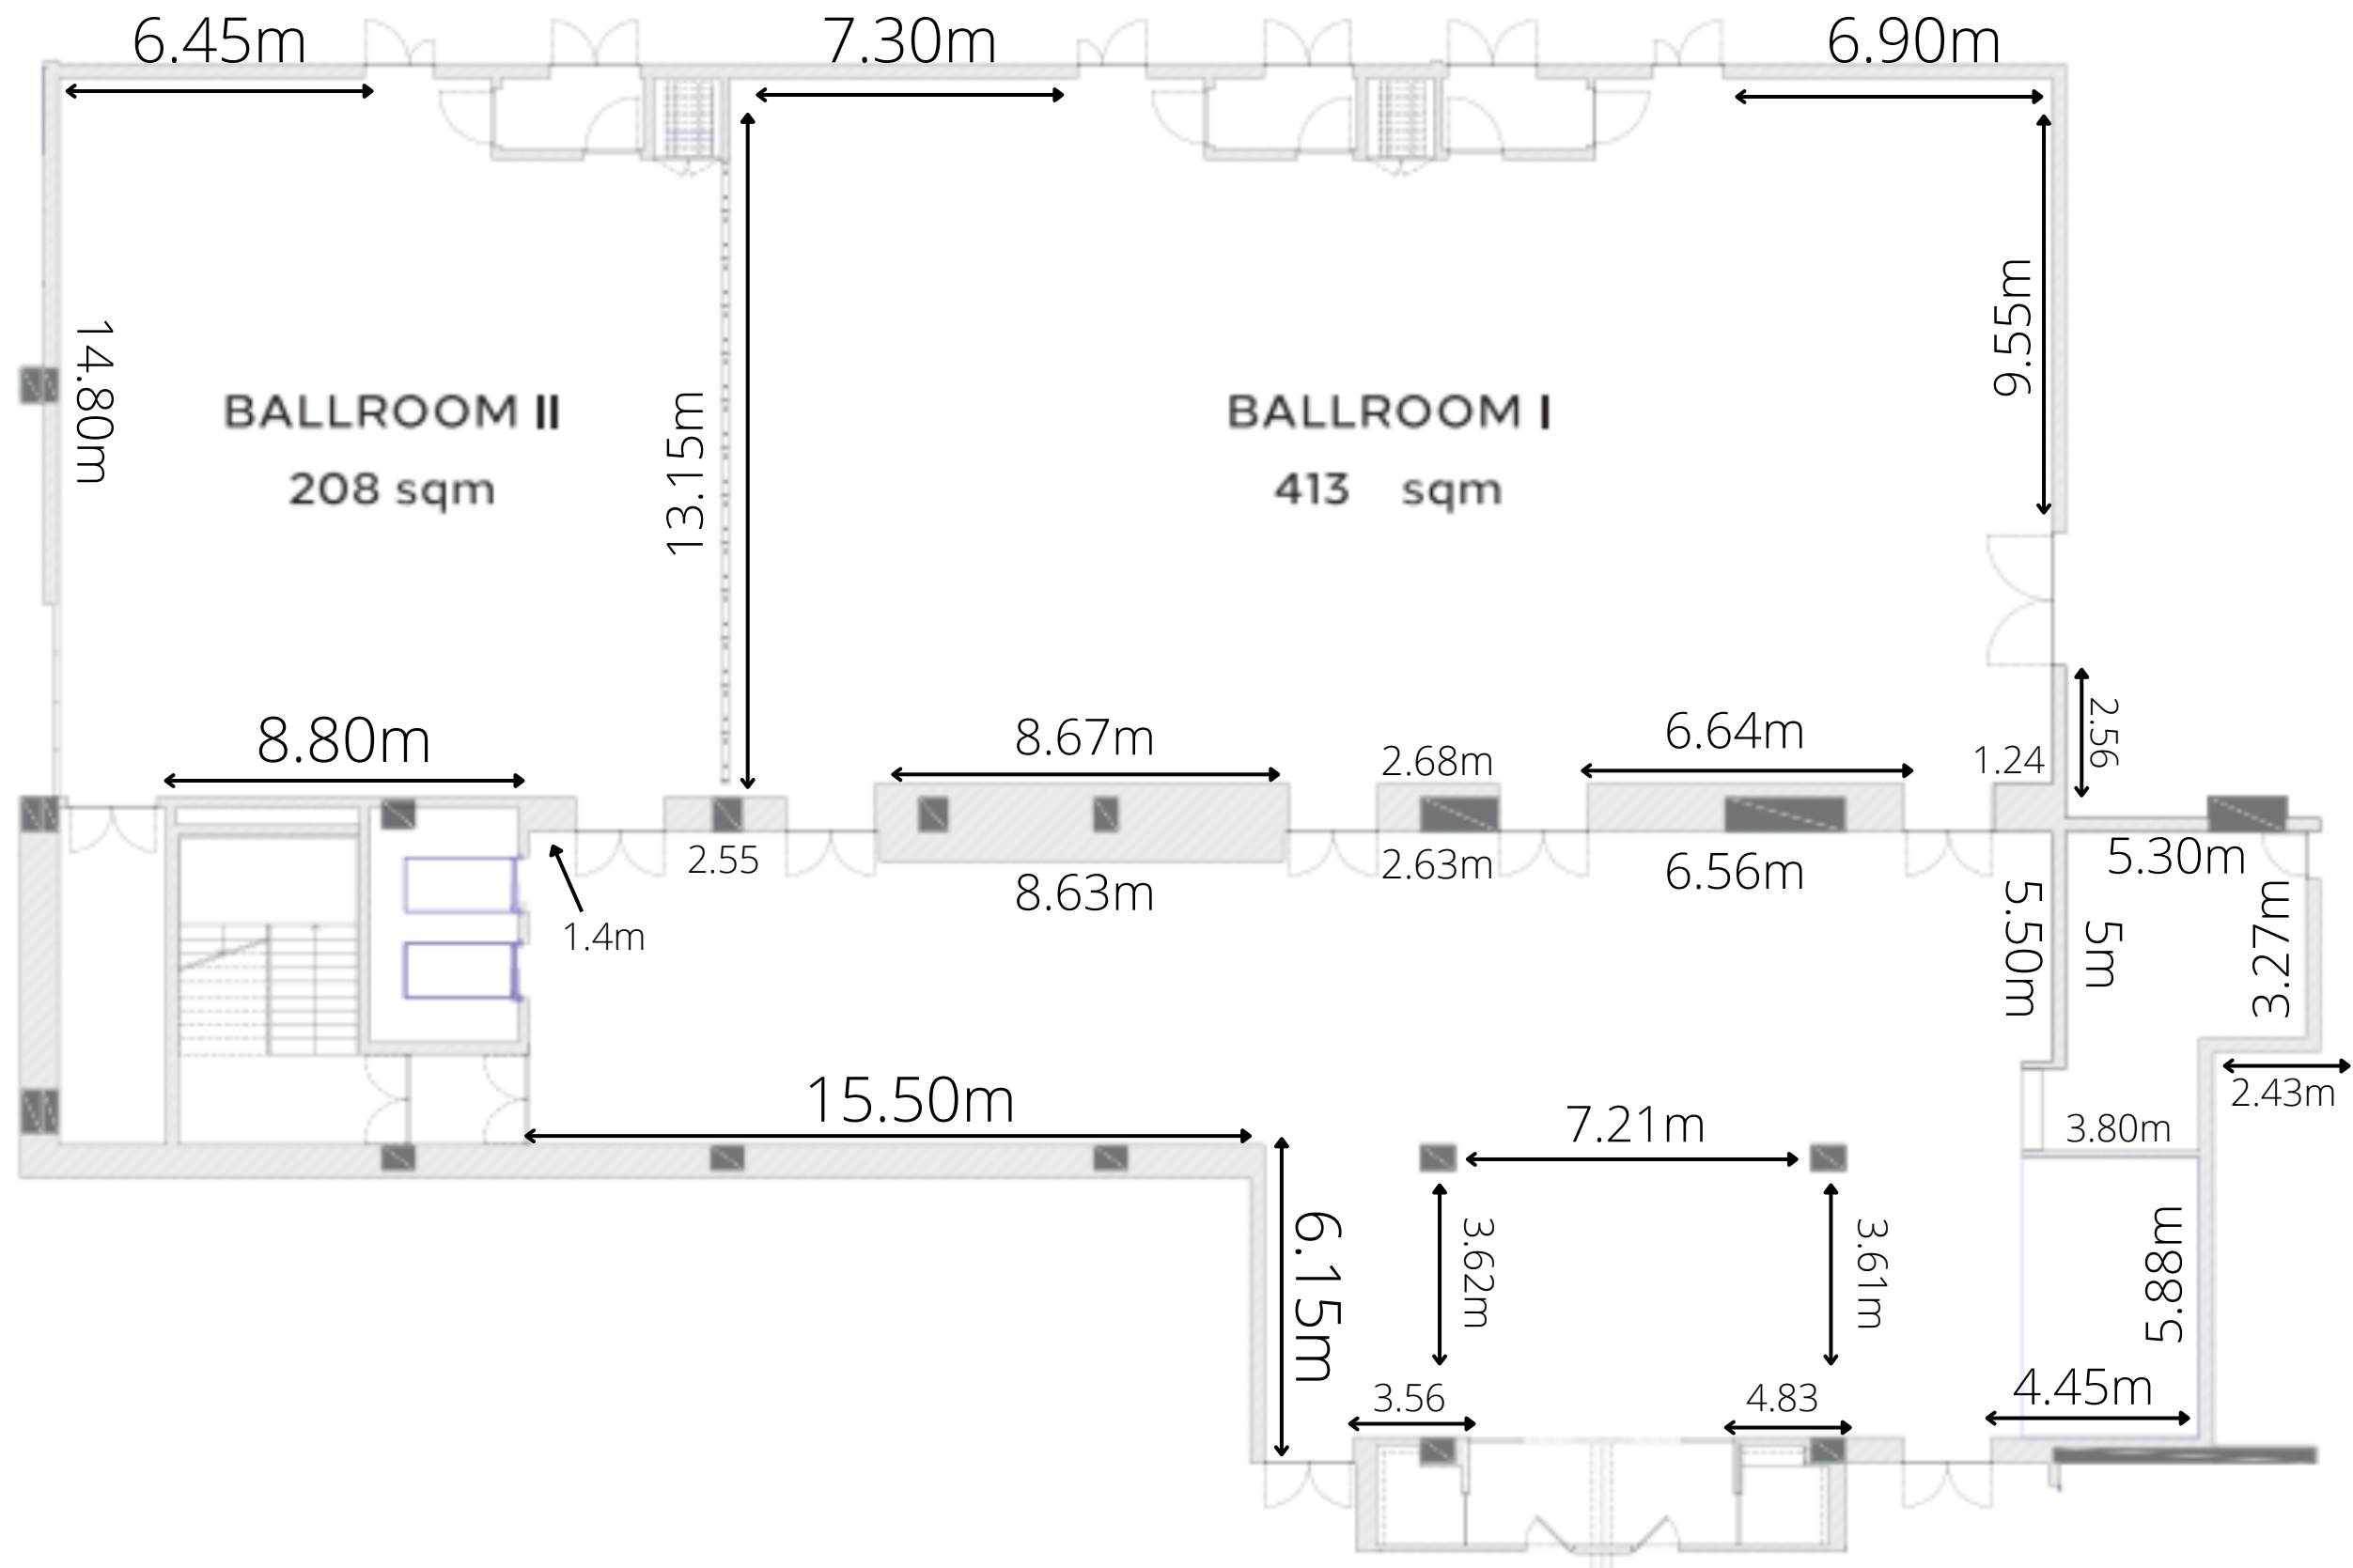 6.45m
7.30m
6.90m
9.55m
14.80m
BALLROOM II
208 sqm
13.15m
BALLROOM I
413 sqm
8.80m
8.67m
2.68m
6.64m
1.24
2.56
2.55
8.63m
2.63m
6.56m
5.30m
1.4m
5.50m
5m
3.27m
15.50m
7.21m
3.80m
2.43m
6.15m
3.62m
3.61m
5.88m
3.56
4.83
4.45m